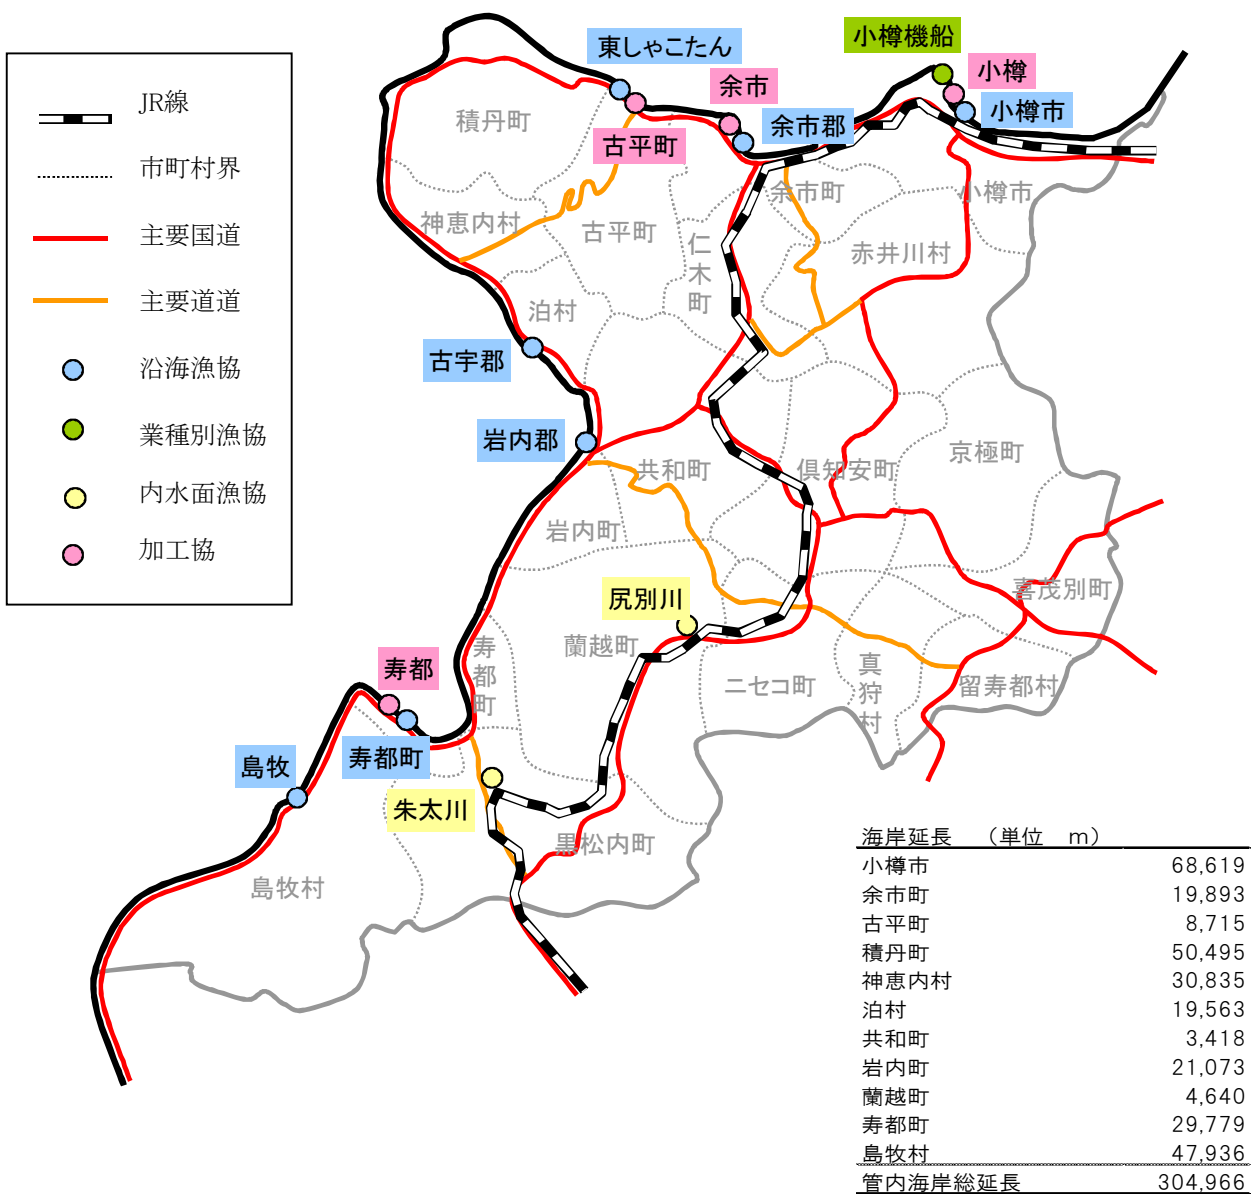 JR線
市町村界
主要国道
主要道道
沿海漁協
業種別漁協
内水面漁協
加工協
小樽機船
東しゃこたん
小樽
余市
小樽市
余市郡
積丹町
古平町
余市町
小樽市
神恵内村
古平町
仁木町
赤井川村
泊村
古宇郡
岩内郡
共和町
倶知安町
京極町
岩内町
喜茂別町
尻別川
寿都町
蘭越町
寿都
ニセコ町
真狩村
留寿都村
寿都町
島牧
朱太川
黒松内町
島牧村
海岸延長 （単位 m）
小樽市 68,619
余市町 19,893
古平町 8,715
積丹町 50,495
神恵内村 30,835
泊村 19,563
共和町 3,418
岩内町 21,073
蘭越町 4,640
寿都町 29,779
島牧村 47,936
管内海岸総延長 304,966